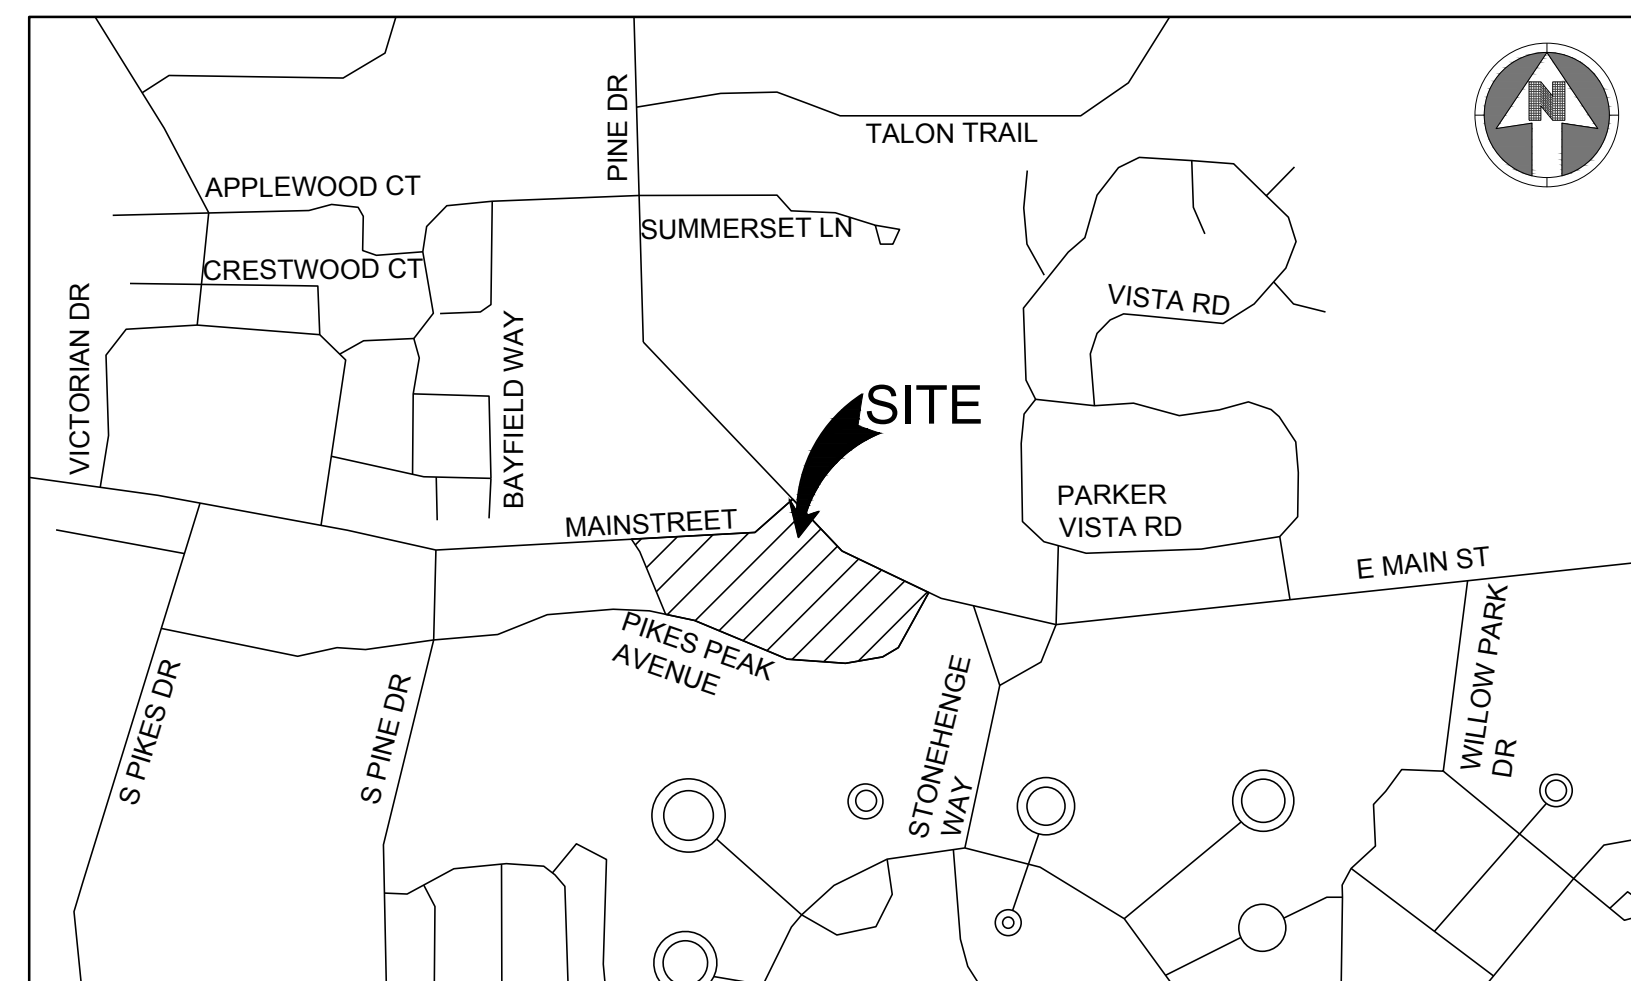 N
PINE DR
TALON TRAIL
APPLEWOOD CT
SUMMERSET LN
CRESTWOOD CT
VICTORIAN DR
VISTA RD
BAYFIELD WAY
SITE
PARKER
VISTA RD
MAINSTREET
E MAIN ST
PIKES PEAK
AVENUE
S PIKES DR
S PINE DR
STONEHENGE
WAY
WILLOW PARK
DR